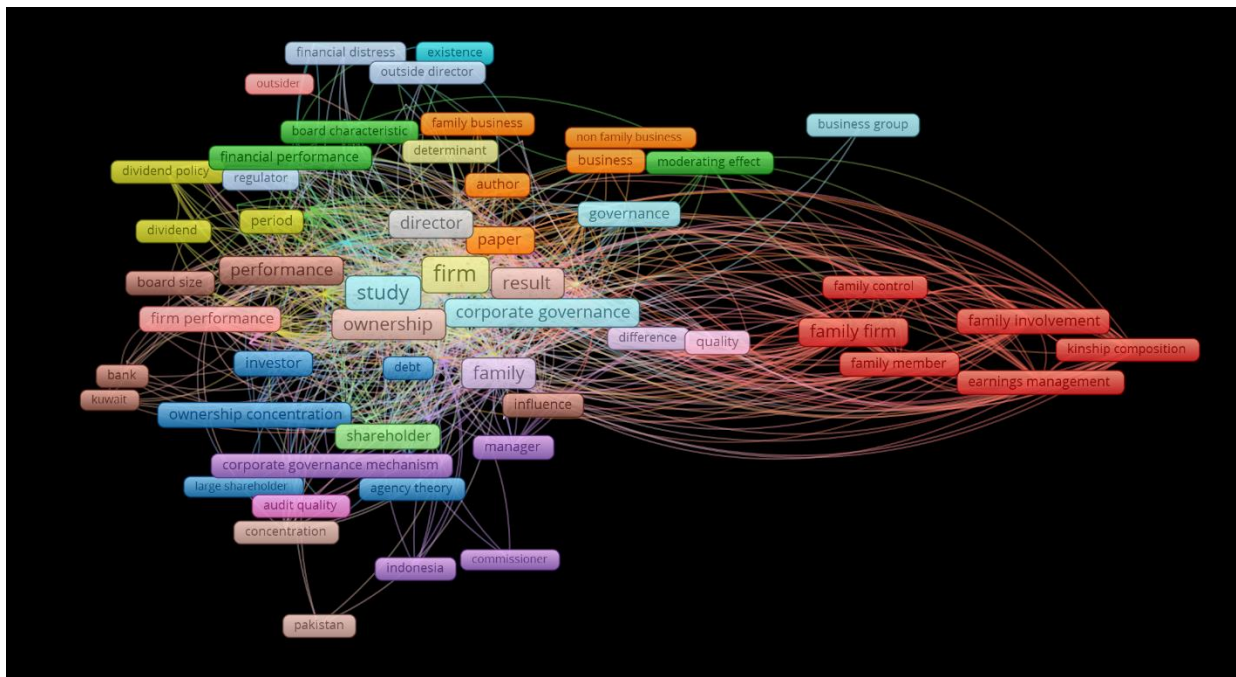 financial distress
existence
outside director
outsider
business group
family business
board characteristic
non family business
determinant
financial performance
business
moderating effect
dividend policy
regulator
author
governance
period
director
dividend
paper
performance
firm
board size
result
study
family control
corporate governance
firm performance
ownership
family involvement
family firm
difference
quality
kinship composition
investor
debt
family member
family
bank
earnings management
kuwait
influence
ownership concentration
shareholder
manager
corporate governance mechanism
large shareholder
agency theory
audit quality
concentration
commissioner
indonesia
pakistan